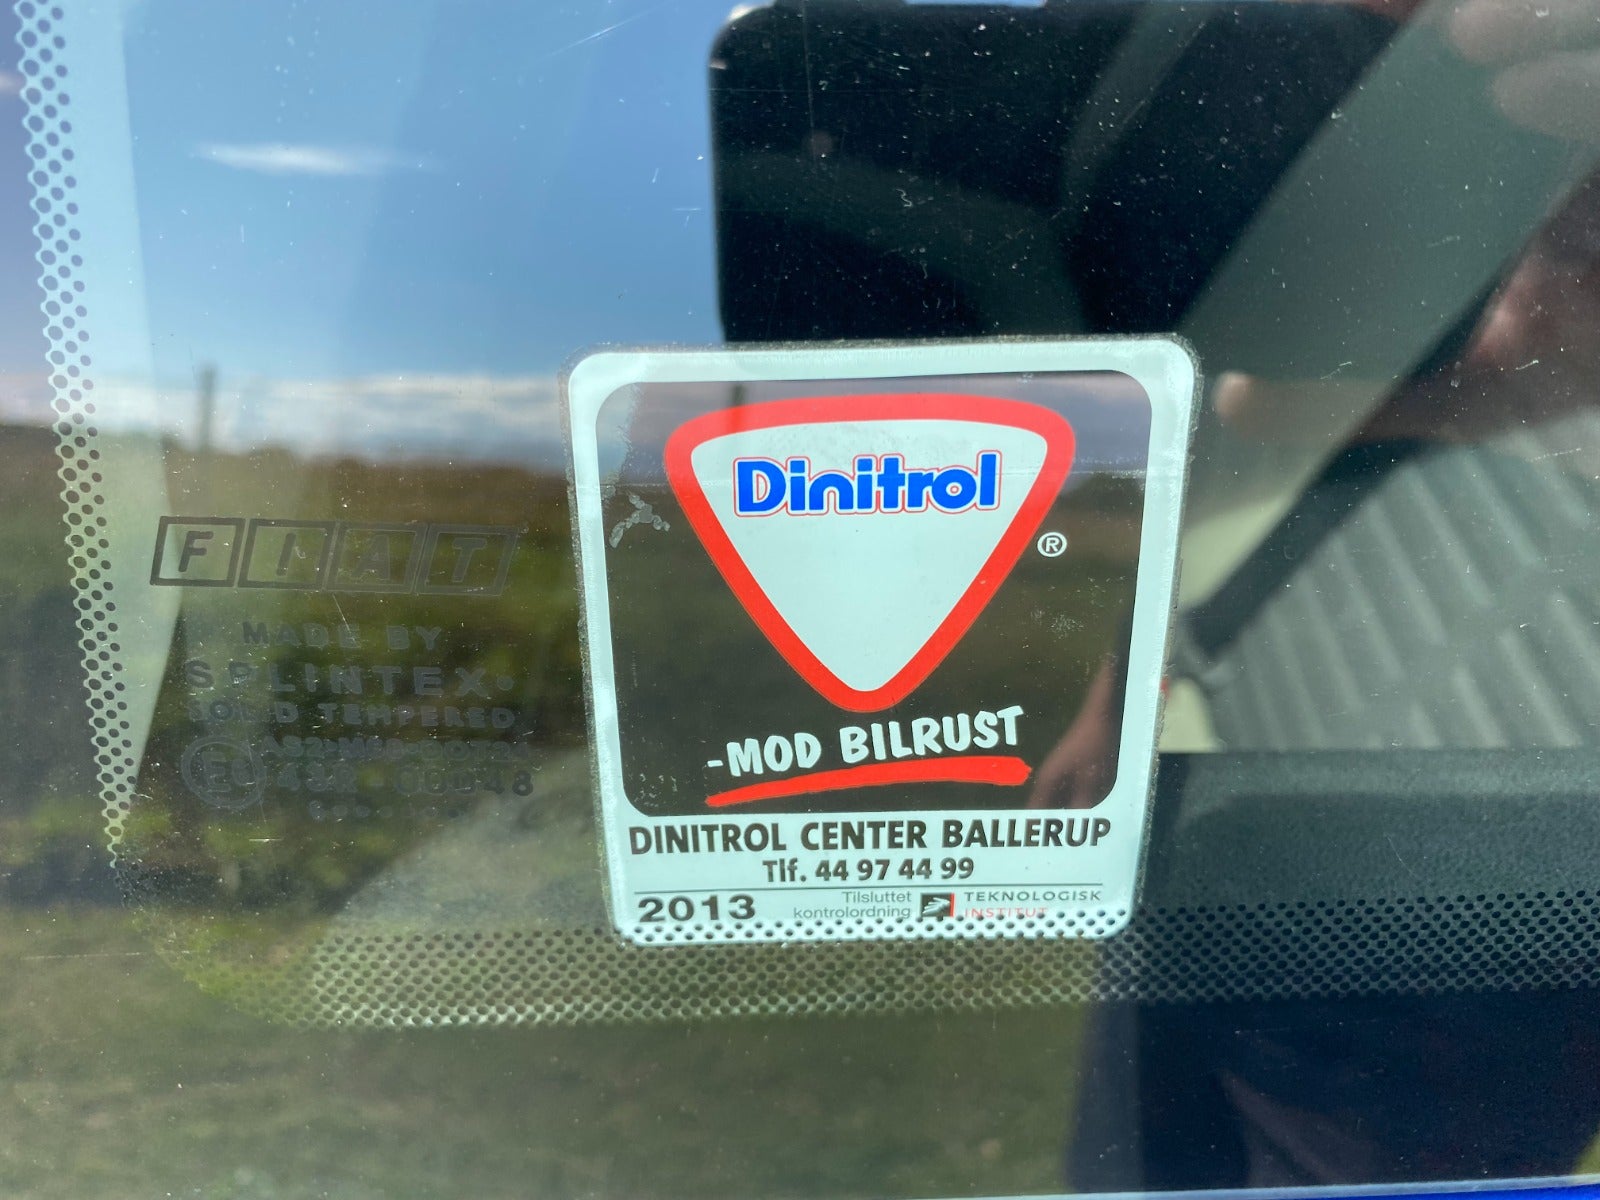 FIAT
MADE BY
SPLINTEX
TEMPERED
Dinitrol
®
-MOD BILRUST
DINITROL CENTER BALLERUP
Tlf. 44 97 44 99
2013
Tilsluttet
kontrolordning
TEKNOLOGISK
INSTITUT